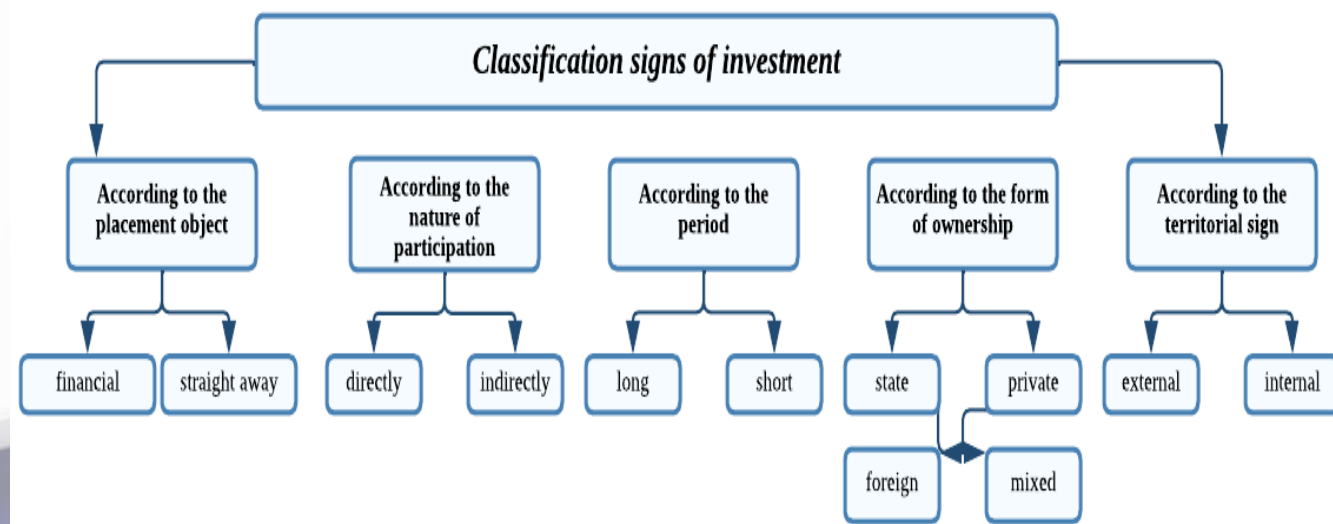 Classification signs of investment
According to the
placement object
According to the
nature of
participation
According to the
period
According to the form
of ownership
According to the
territorial sign
financial
straight away
directly
indirectly
long
short
state
private
external
internal
foreign
mixed